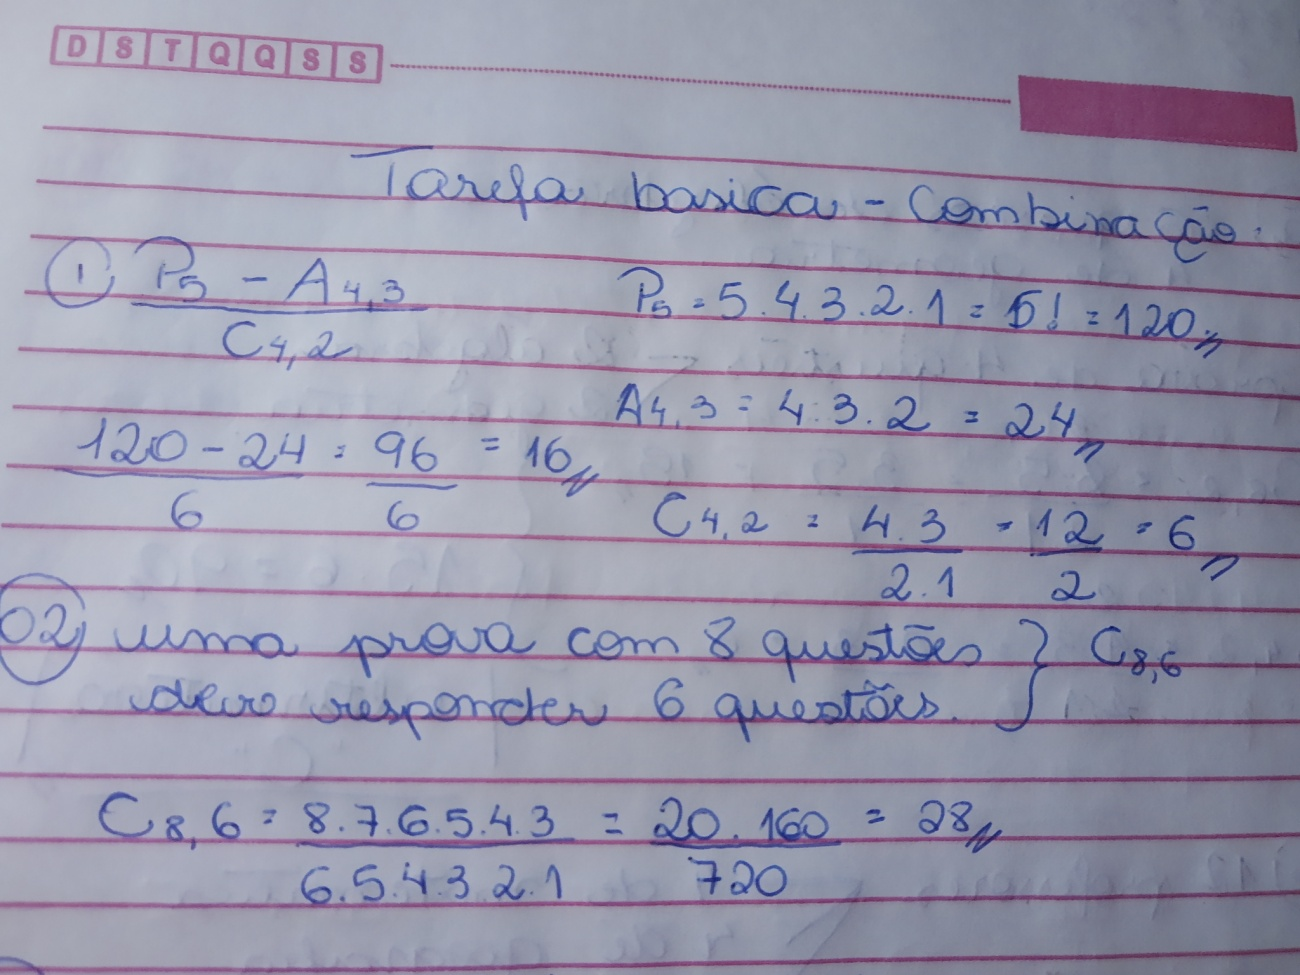 D S T Q Q S S
Tarefa basica - Combinação.
1 P5 - A4,3
C4,2
P5 = 5.4.3.2.1 = 5! = 120
A4,3 = 4.3.2 = 24
120 - 24 = 96 = 16
6 6
C4,2 = 4.3 = 12 = 6
2.1 2
02) uma prova com 8 questões } C8,6
devo responder 6 questões.
C8,6 = 8.7.6.5.4.3 = 20.160 = 28
6.5.4.3.2.1 720